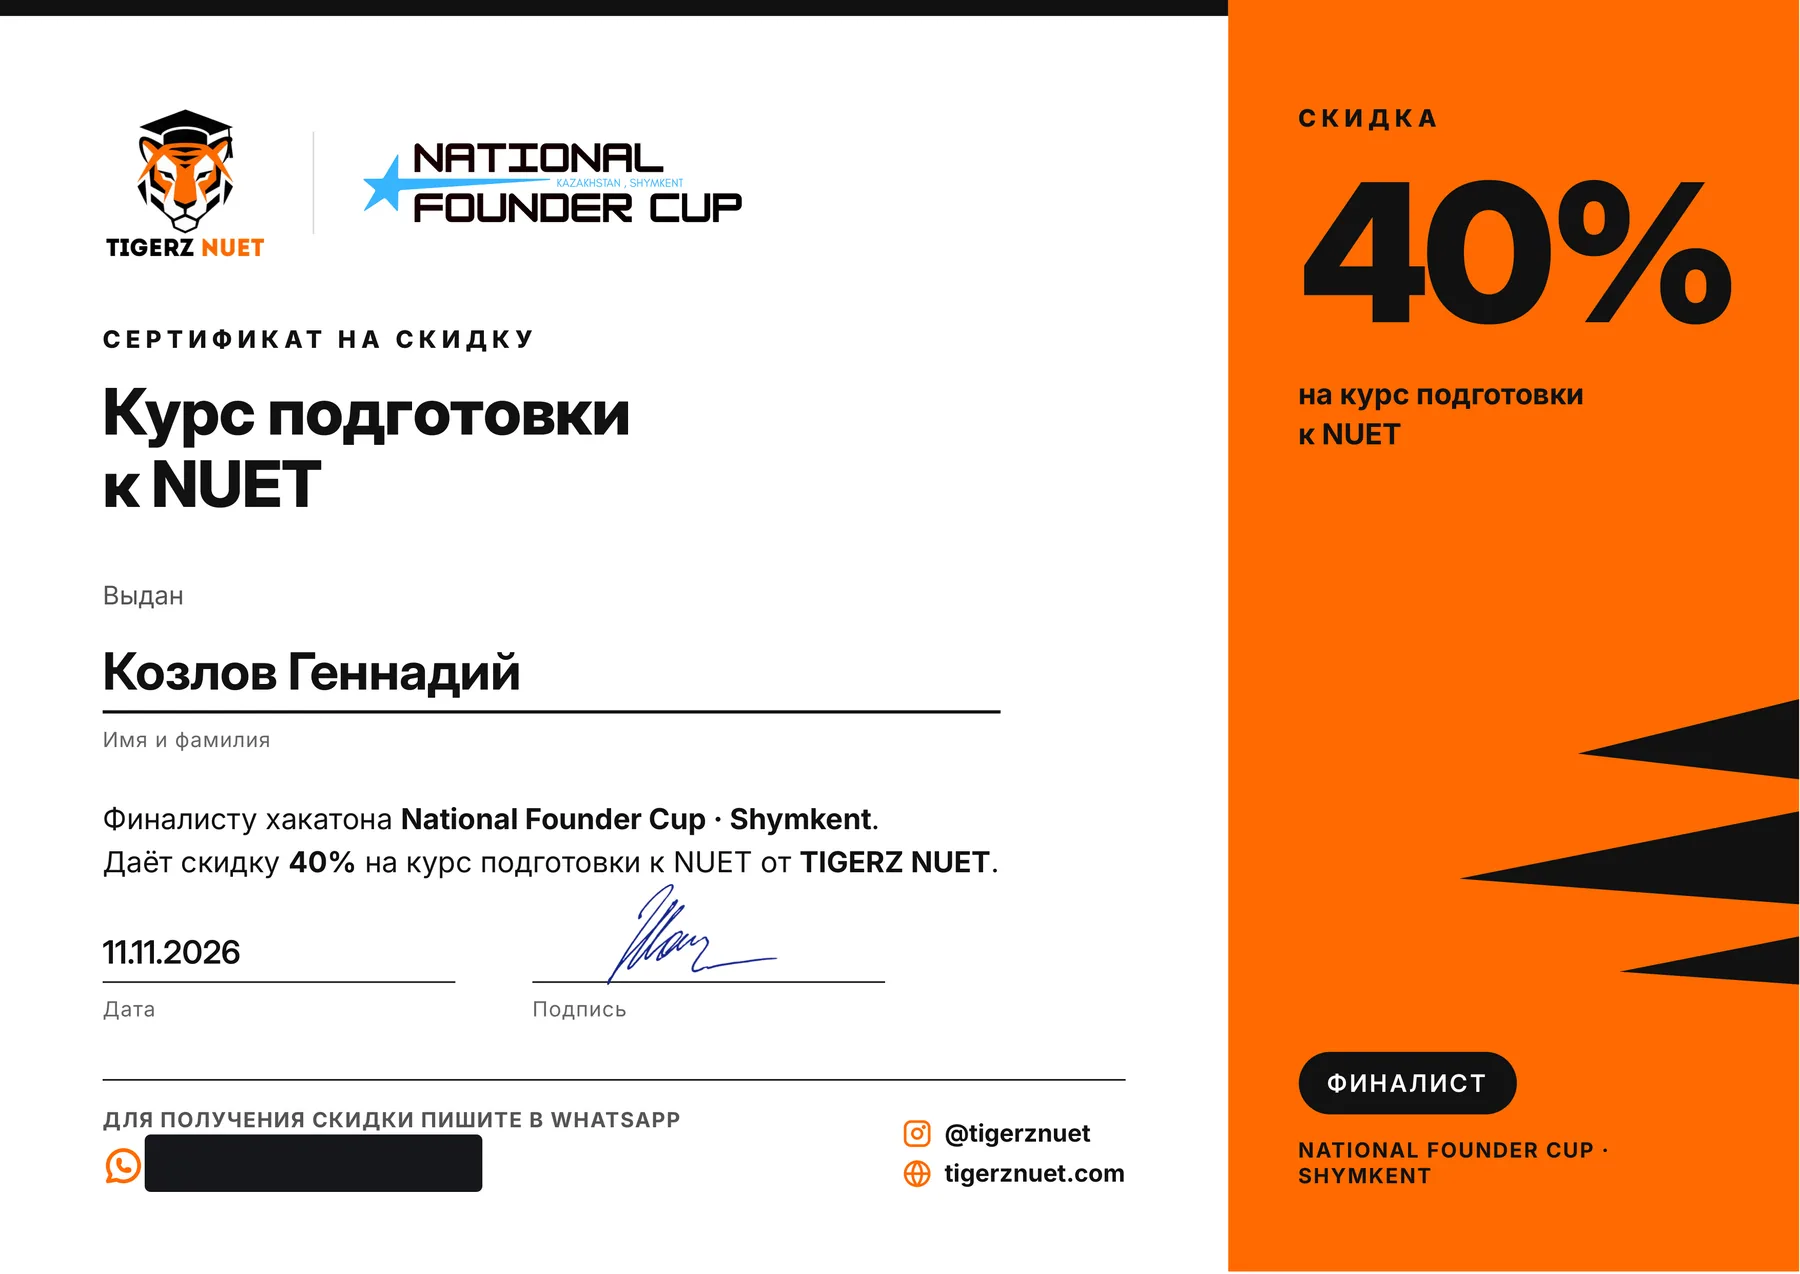 TIGERZ NUET
NATIONAL
KAZAKHSTAN , SHYMKENT
FOUNDER CUP
СЕРТИФИКАТ НА СКИДКУ
Курс подготовки
к NUET
Выдан
Козлов Геннадий
Имя и фамилия
Финалисту хакатона National Founder Cup · Shymkent.
Даёт скидку 40% на курс подготовки к NUET от TIGERZ NUET.
11.11.2026
Дата
Подпись
ДЛЯ ПОЛУЧЕНИЯ СКИДКИ ПИШИТЕ В WHATSAPP
@tigerznuet
tigerznuet.com
СКИДКА
40%
на курс подготовки
к NUET
ФИНАЛИСТ
NATIONAL FOUNDER CUP ·
SHYMKENT